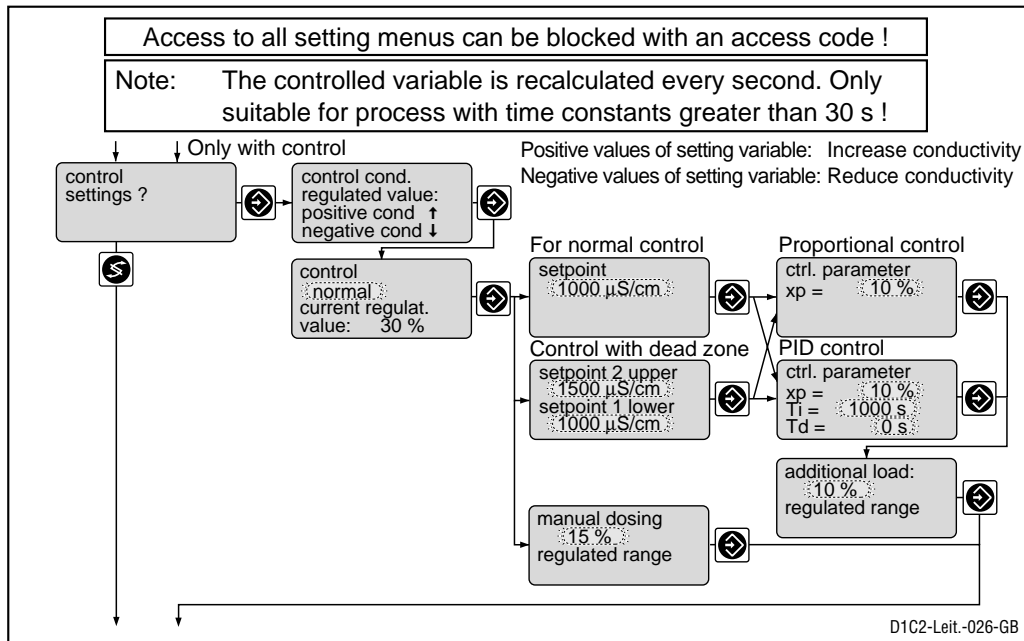 Access to all setting menus can be blocked with an access code !
Note: The controlled variable is recalculated every second. Only
suitable for process with time constants greater than 30 s !
Only with control
Positive values of setting variable: Increase conductivity
Negative values of setting variable: Reduce conductivity
control
settings ?
control cond.
regulated value:
positive cond ↑
negative cond ↓
control
normal
current regulat.
value: 30 %
For normal control
setpoint
1000 µS/cm
Proportional control
ctrl. parameter
xp = 10 %
Control with dead zone
setpoint 2 upper
1500 µS/cm
setpoint 1 lower
1000 µS/cm
PID control
ctrl. parameter
xp = 10 %
Ti = 1000 s
Td = 0 s
additional load:
10 %
regulated range
manual dosing
15 %
regulated range
D1C2-Leit.-026-GB